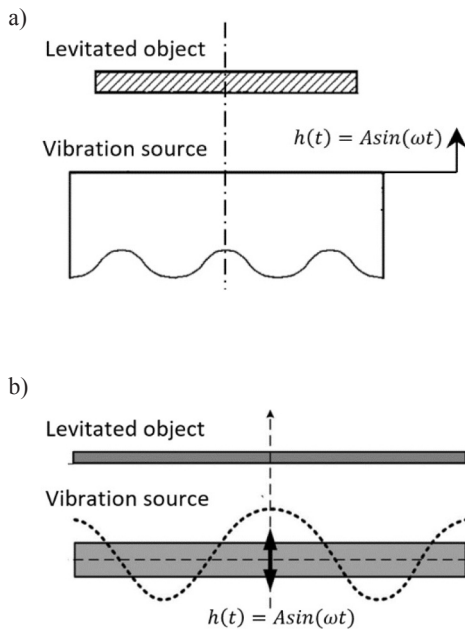 a)
Levitated object
Vibration source
h(t) = Asin(ωt)
b)
Levitated object
Vibration source
h(t) = Asin(ωt)